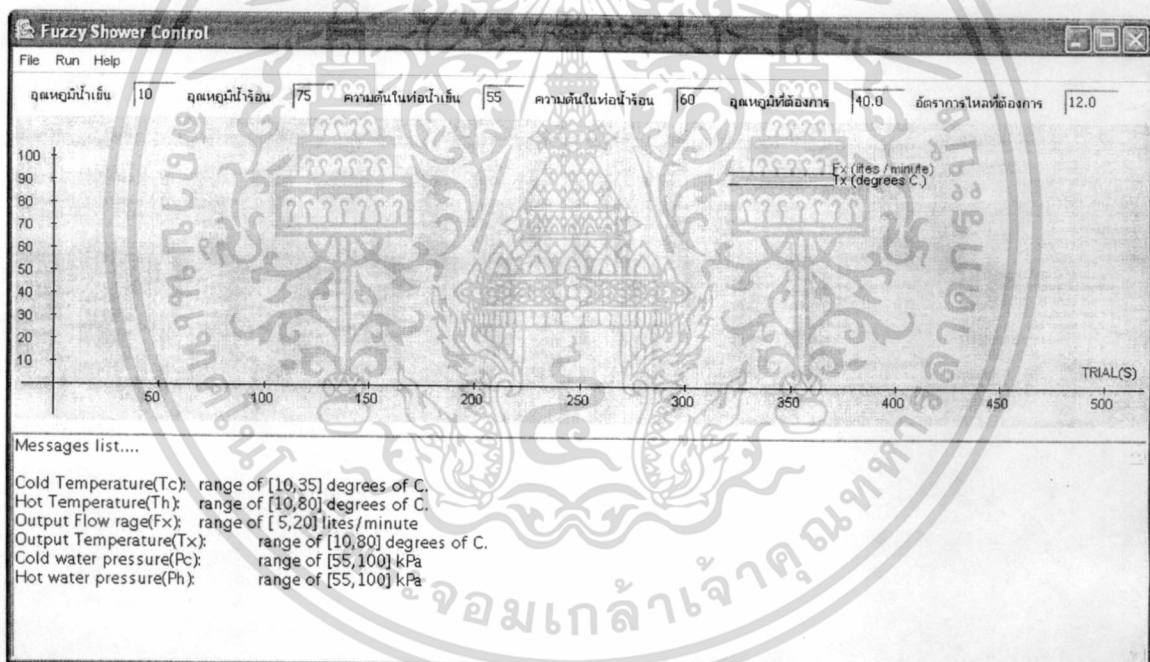 Fuzzy Shower Control
File Run Help
อุณหภูมิน้ำเย็น 10 อุณหภูมิน้ำร้อน 75 ความดันในท่อน้ำเย็น 55 ความดันในท่อน้ำร้อน 60 อุณหภูมิที่ต้องการ 40.0 อัตราการไหลที่ต้องการ 12.0
Fx (lites / minute)
Tx (degrees C.)
100
90
80
70
60
50
40
30
20
10
TRIAL(S)
50 100 150 200 250 300 350 400 450 500
Messages list....
Cold Temperature(Tc): range of [10,35] degrees of C.
Hot Temperature(Th): range of [10,80] degrees of C.
Output Flow rage(Fx): range of [ 5,20] lites/minute
Output Temperature(Tx): range of [10,80] degrees of C.
Cold water pressure(Pc): range of [55,100] kPa
Hot water pressure(Ph): range of [55,100] kPa